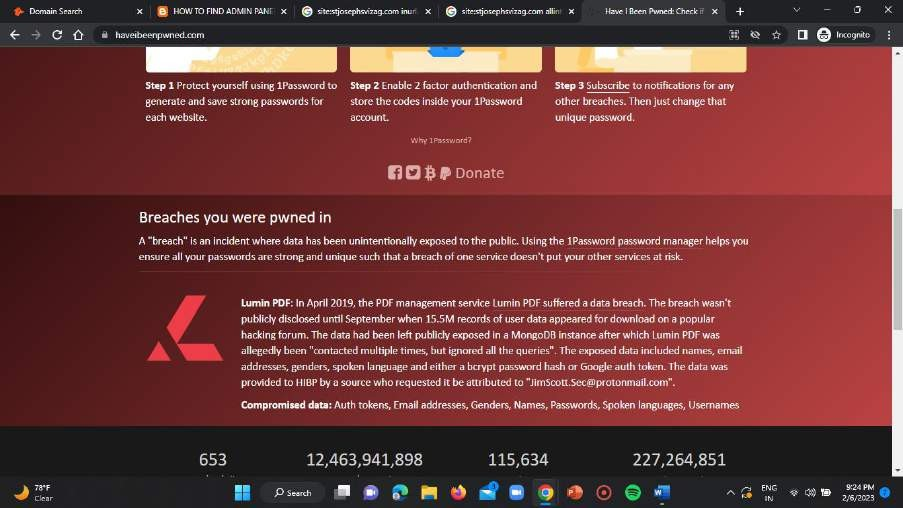 Domain Search
HOW TO FIND ADMIN PANE
site:stjosephsvizag.com inurl
site:stjosephsvizag.com allint
Have I Been Pwned: Check if
haveibeenpwned.com
Incognito
Step 1 Protect yourself using 1Password to
generate and save strong passwords for
each website.
Step 2 Enable 2 factor authentication and
store the codes inside your 1Password
account.
Step 3 Subscribe to notifications for any
other breaches. Then just change that
unique password.
Why 1Password?
Donate
Breaches you were pwned in
A "breach" is an incident where data has been unintentionally exposed to the public. Using the 1Password password manager helps you
ensure all your passwords are strong and unique such that a breach of one service doesn't put your other services at risk.
Lumin PDF: In April 2019, the PDF management service Lumin PDF suffered a data breach. The breach wasn't
publicly disclosed until September when 15.5M records of user data appeared for download on a popular
hacking forum. The data had been left publicly exposed in a MongoDB instance after which Lumin PDF was
allegedly been "contacted multiple times, but ignored all the queries". The exposed data included names, email
addresses, genders, spoken language and either a bcrypt password hash or Google auth token. The data was
provided to HIBP by a source who requested it be attributed to "JimScott.Sec@protonmail.com".
Compromised data: Auth tokens, Email addresses, Genders, Names, Passwords, Spoken languages, Usernames
653
12,463,941,898
115,634
227,264,851
78°F
Clear
Search
ENG
IN
9:24 PM
2/6/2023